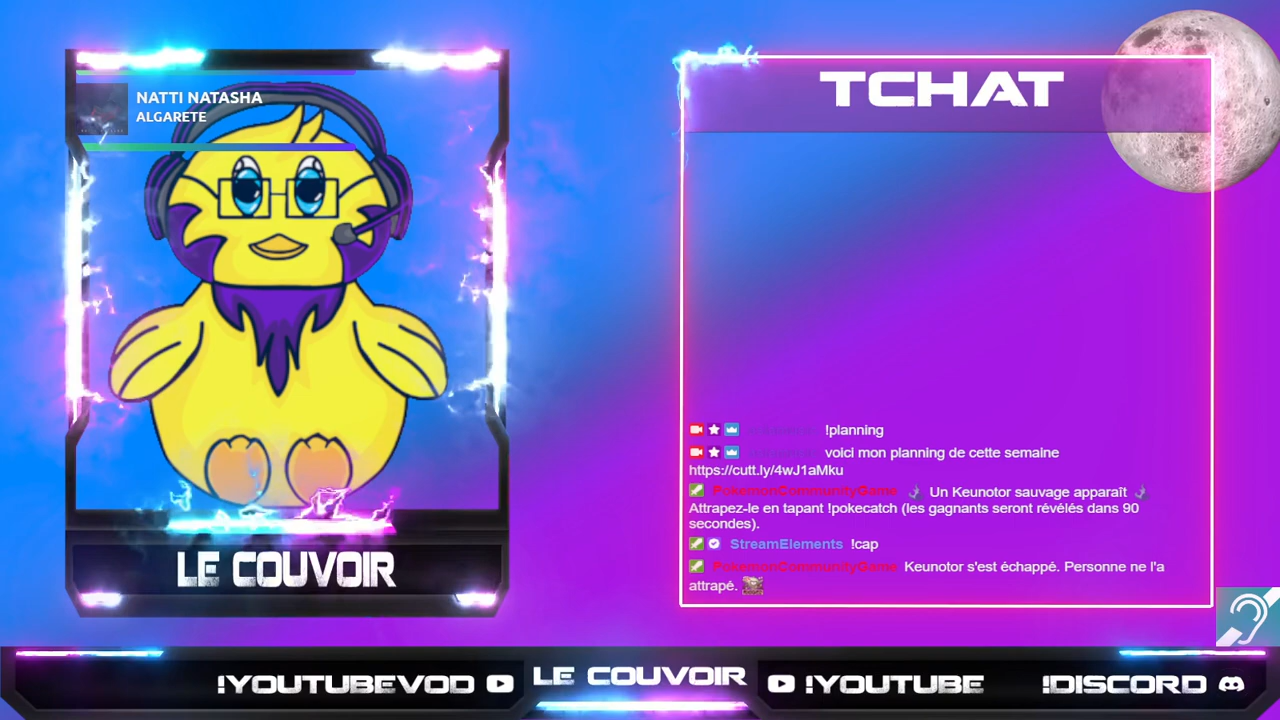 NATTI NATASHA
ALGARETE
LE COUVOIR
TCHAT
!planning
voici mon planning de cette semaine
https://cutt.ly/4wJ1aMku
PokemonCommunityGame Un Keunotor sauvage apparaît
Attrapez-le en tapant !pokecatch (les gagnants seront révélés dans 90
secondes).
StreamElements !cap
PokemonCommunityGame Keunotor s'est échappé. Personne ne l'a
attrapé.
!YOUTUBEVOD
LE COUVOIR
!YOUTUBE
!DISCORD